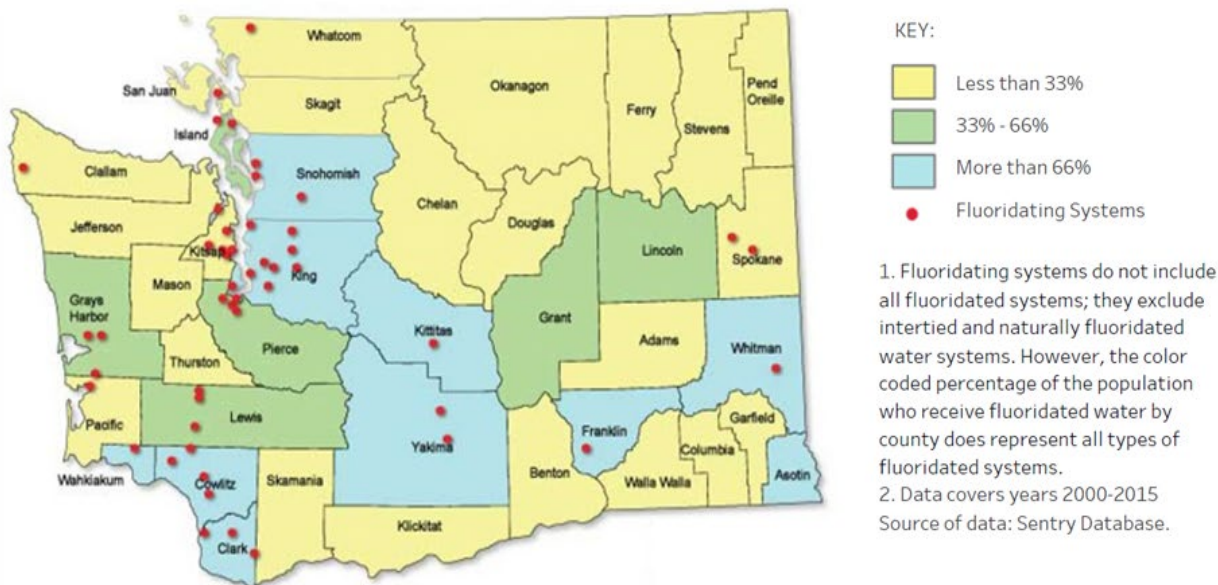 Whatcom
San Juan
Skagit
Island
Okanagon
Ferry
Stevens
Pend
Oreille
Clallam
Snohomish
Jefferson
Chelan
Douglas
Kitsap
King
Lincoln
Spokane
Mason
Grays
Harbor
Kittitas
Grant
Thurston
Pierce
Adams
Whitman
Pacific
Lewis
Yakima
Franklin
Garfield
Columbia
Wahkiakum
Cowlitz
Skamania
Benton
Walla Walla
Asotin
Klickitat
Clark
KEY:
Less than 33%
33% - 66%
More than 66%
Fluoridating Systems
1. Fluoridating systems do not include
all fluoridated systems; they exclude
intertied and naturally fluoridated
water systems. However, the color
coded percentage of the population
who receive fluoridated water by
county does represent all types of
fluoridated systems.
2. Data covers years 2000-2015
Source of data: Sentry Database.